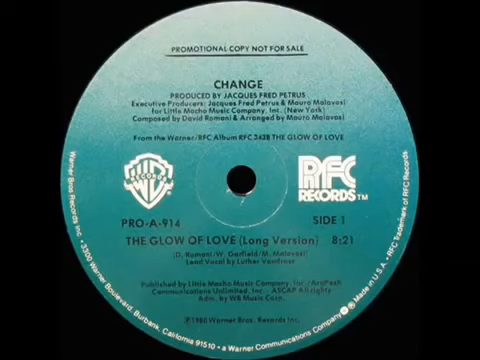 PROMOTIONAL COPY NOT FOR SALE
CHANGE
PRODUCED BY JACQUES FRED PETRUS
Executive Producers: Jacques Fred Petrus & Mauro Malavasi
for Little Macho Music Company, Inc. (New York)
Composed by David Romani & Arranged by Mauro Malavasi
From the Warner/RFC Album RFC 3438 THE GLOW OF LOVE
W RECORDS
RFC
RECORDS™
PRO-A-914
SIDE 1
THE GLOW OF LOVE (Long Version) 8:21
(D. Romani/W. Garfield/M. Malavasi)
Lead Vocal by Luther Vandross
Published by Little Macho Music Company, Inc./AraPesh
Communications Unlimited, Inc. - ASCAP All rights
Adm. by WB Music Corp.
℗1980 Warner Bros. Records Inc.
Warner Bros Records Inc. • 3300 Warner Boulevard, Burbank, California 91510 • a Warner Communications Company ® Made in U.S.A. • RFC Trademark of RFC Records